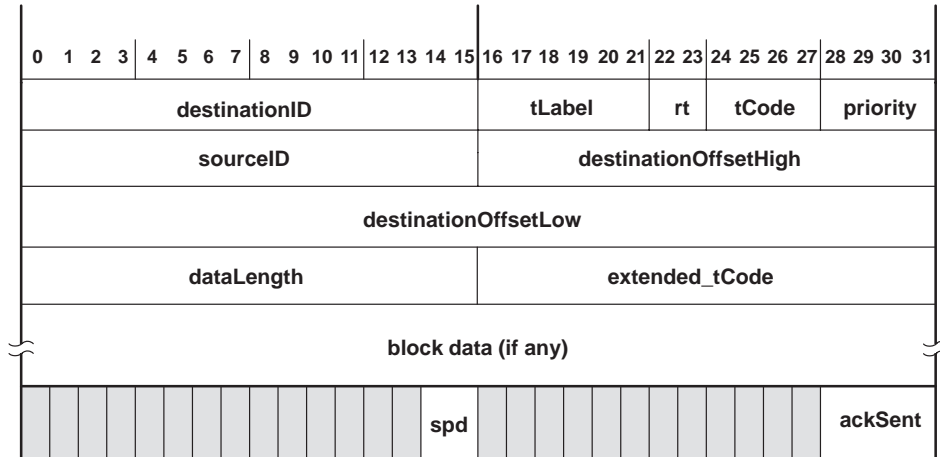 0 1 2 3 4 5 6 7 8 9 10 11 12 13 14 15 16 17 18 19 20 21 22 23 24 25 26 27 28 29 30 31
destinationID tLabel rt tCode priority
sourceID destinationOffsetHigh
destinationOffsetLow
dataLength extended_tCode
block data (if any)
spd ackSent